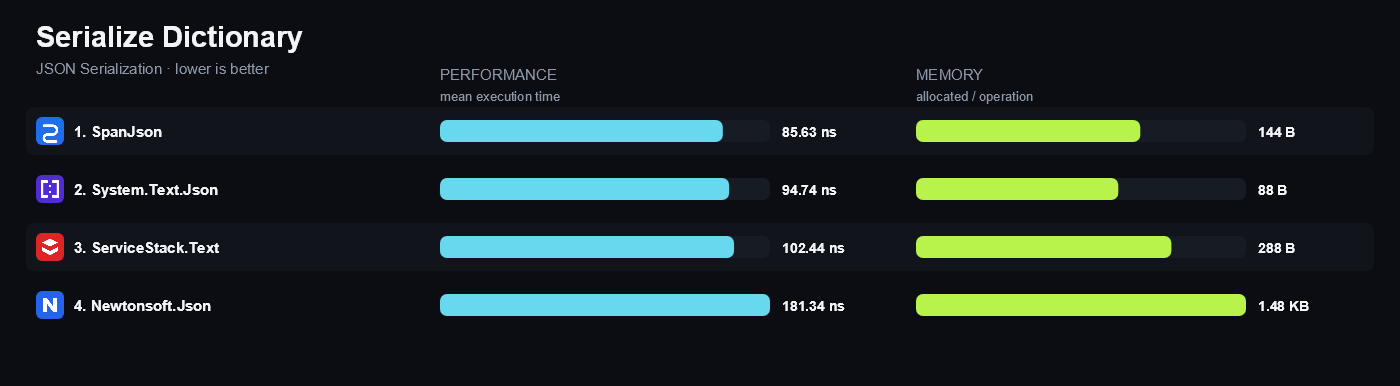 Serialize Dictionary
JSON Serialization · lower is better
PERFORMANCE
mean execution time
MEMORY
allocated / operation
1. SpanJson 85.63 ns 144 B
2. System.Text.Json 94.74 ns 88 B
3. ServiceStack.Text 102.44 ns 288 B
N 4. Newtonsoft.Json 181.34 ns 1.48 KB